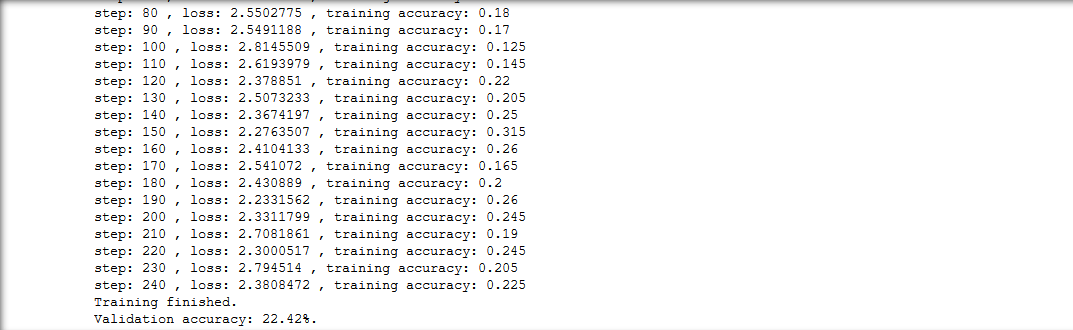 step: 80 , loss: 2.5502775 , training accuracy: 0.18
step: 90 , loss: 2.5491188 , training accuracy: 0.17
step: 100 , loss: 2.8145509 , training accuracy: 0.125
step: 110 , loss: 2.6193979 , training accuracy: 0.145
step: 120 , loss: 2.378851 , training accuracy: 0.22
step: 130 , loss: 2.5073233 , training accuracy: 0.205
step: 140 , loss: 2.3674197 , training accuracy: 0.25
step: 150 , loss: 2.2763507 , training accuracy: 0.315
step: 160 , loss: 2.4104133 , training accuracy: 0.26
step: 170 , loss: 2.541072 , training accuracy: 0.165
step: 180 , loss: 2.430889 , training accuracy: 0.2
step: 190 , loss: 2.2331562 , training accuracy: 0.26
step: 200 , loss: 2.3311799 , training accuracy: 0.245
step: 210 , loss: 2.7081861 , training accuracy: 0.19
step: 220 , loss: 2.3000517 , training accuracy: 0.245
step: 230 , loss: 2.794514 , training accuracy: 0.205
step: 240 , loss: 2.3808472 , training accuracy: 0.225
Training finished.
Validation accuracy: 22.42%.